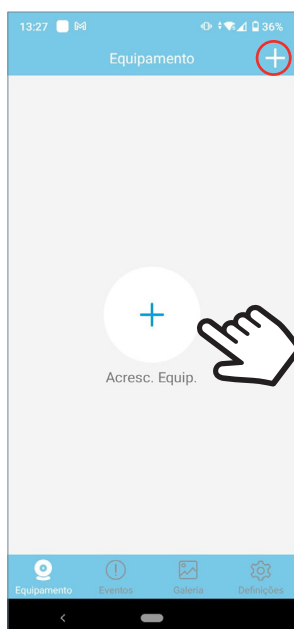 13:27 36%
Equipamento
Acresc. Equip.
Equipamento Eventos Galeria Definições